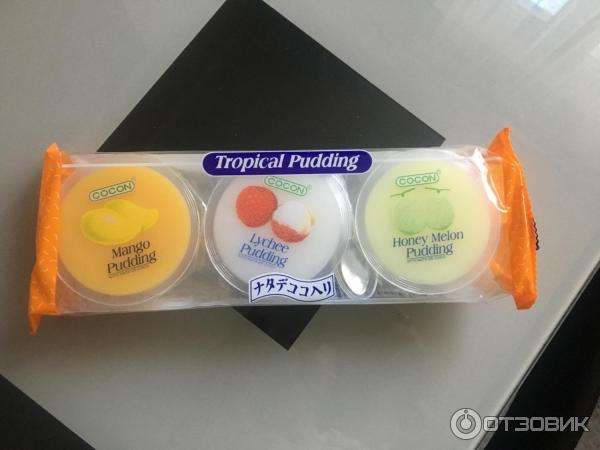 Tropical Pudding
COCON
Mango
Pudding
COCON
Lychee
Pudding
COCON
Honey Melon
Pudding
ナタデココ入り
ОТЗОВИК